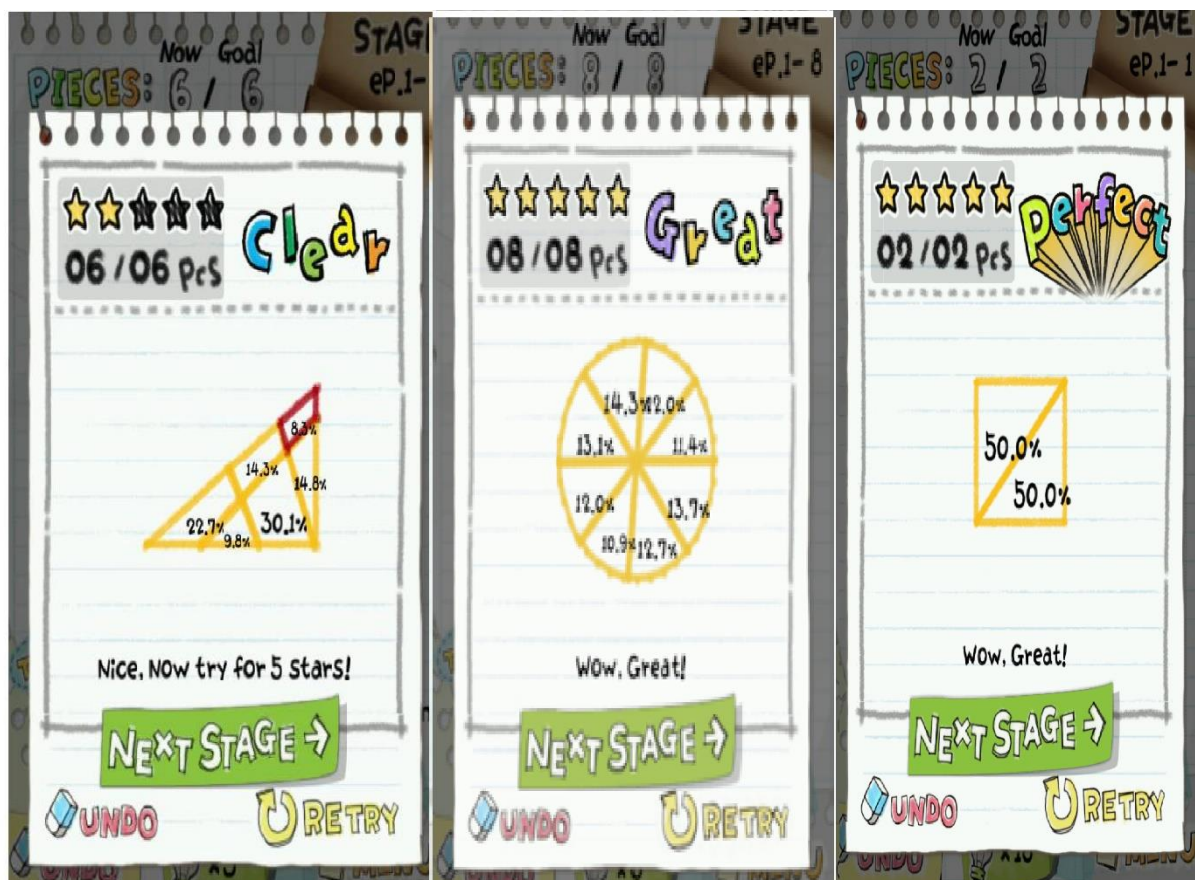 Now Goal
STAGE
PIECES: 6 / 6
eP.1-
06 / 06 Pcs
Clear
8.3%
14.3%
14.8%
22.7%
30.1%
9.8%
Nice, Now try for 5 stars!
NEXT STAGE →
UNDO
RETRY
Now Goal
STAGE
PIECES: 8 / 8
eP.1- 8
08 / 08 Pcs
Great
14.3%
12.0%
13.1%
11.4%
12.0%
13.7%
10.9%
12.7%
Wow, Great!
NEXT STAGE →
UNDO
RETRY
Now Goal
STAGE
PIECES: 2 / 2
eP.1- 1
02 / 02 Pcs
Perfect
50.0%
50.0%
Wow, Great!
NEXT STAGE →
UNDO
RETRY
UNDO
x10
MENU